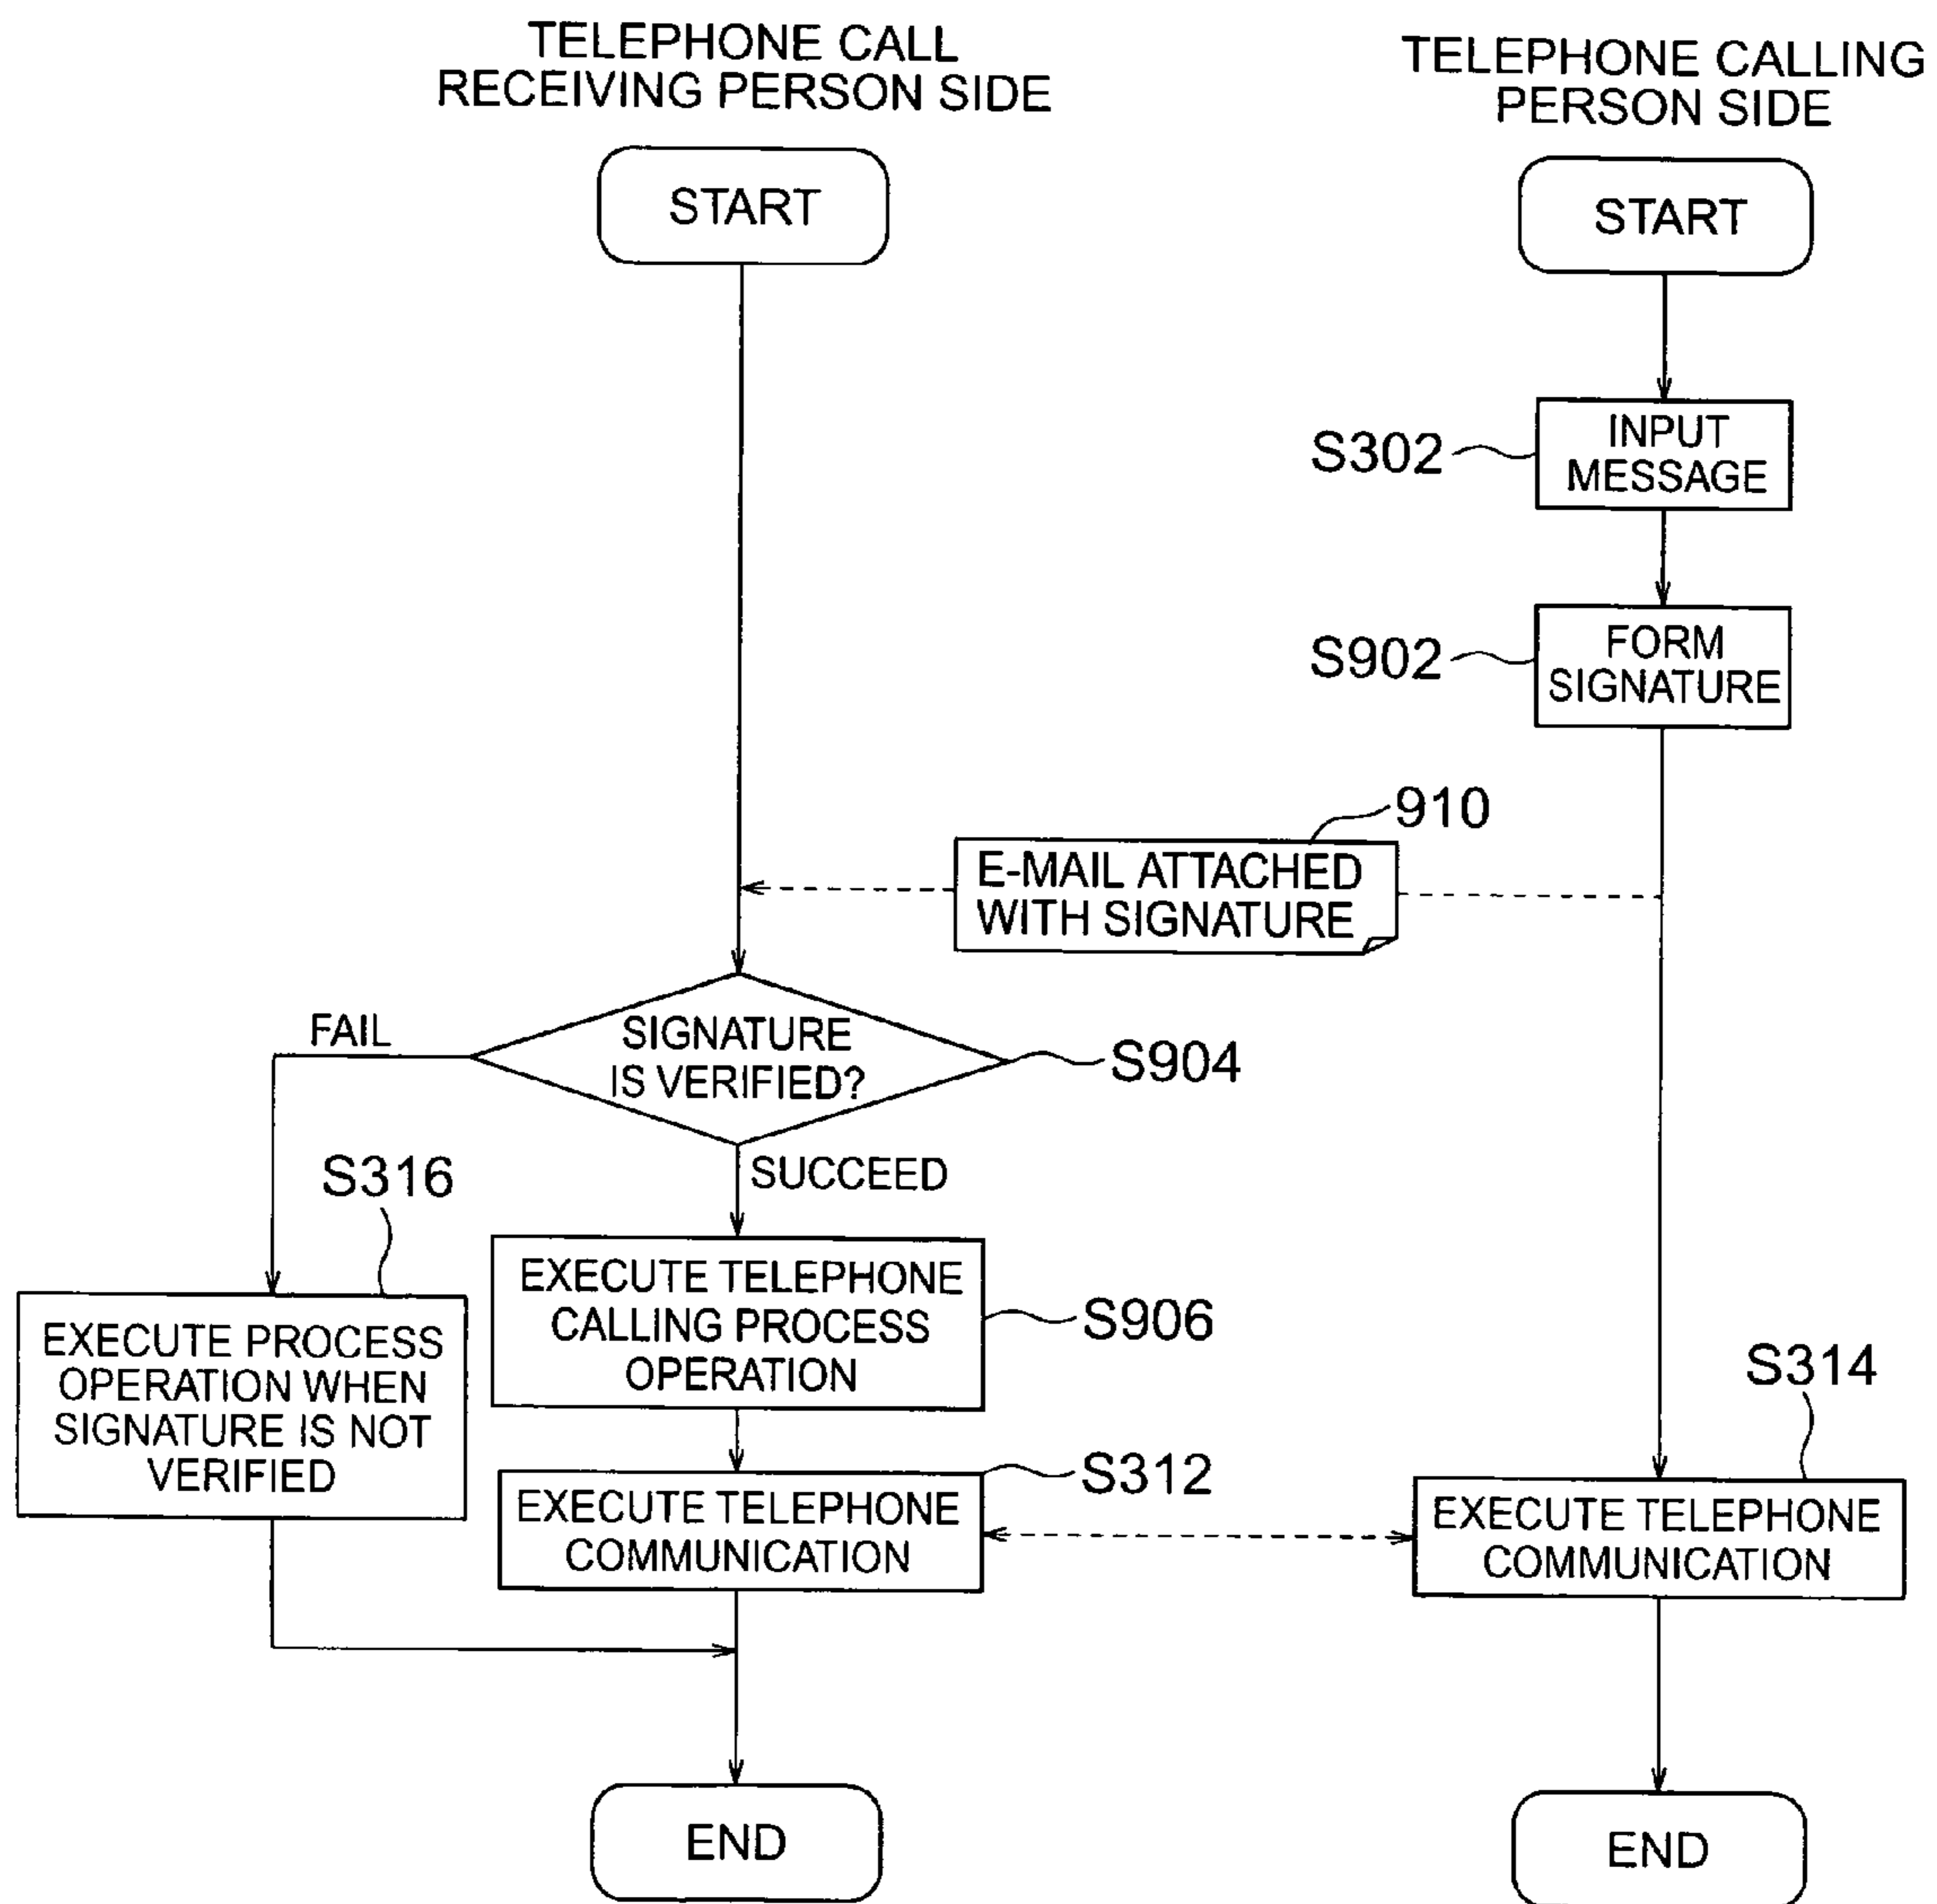 TELEPHONE CALL
RECEIVING PERSON SIDE
TELEPHONE CALLING
PERSON SIDE
START
START
S302
INPUT
MESSAGE
S902
FORM
SIGNATURE
910
E-MAIL ATTACHED
WITH SIGNATURE
FAIL
SIGNATURE
IS VERIFIED?
S904
SUCCEED
S316
EXECUTE PROCESS
OPERATION WHEN
SIGNATURE IS NOT
VERIFIED
EXECUTE TELEPHONE
CALLING PROCESS
OPERATION
S906
S314
S312
EXECUTE TELEPHONE
COMMUNICATION
EXECUTE TELEPHONE
COMMUNICATION
END
END